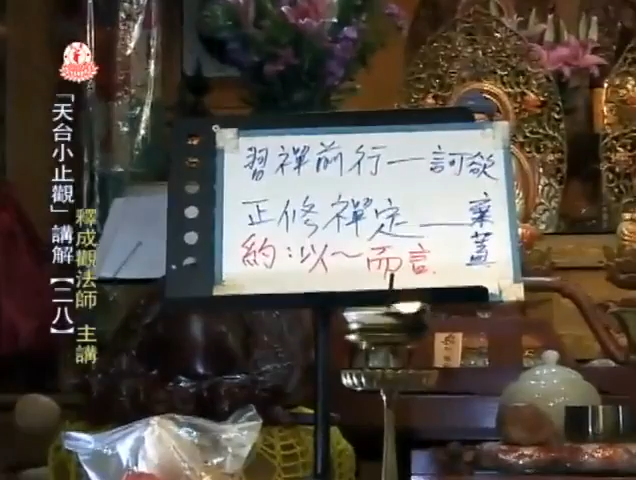 「天台小止觀」講解【二八】
釋成觀法師 主講
習禪前行—訶欲
正修禪定—棄蓋
約：以～而言